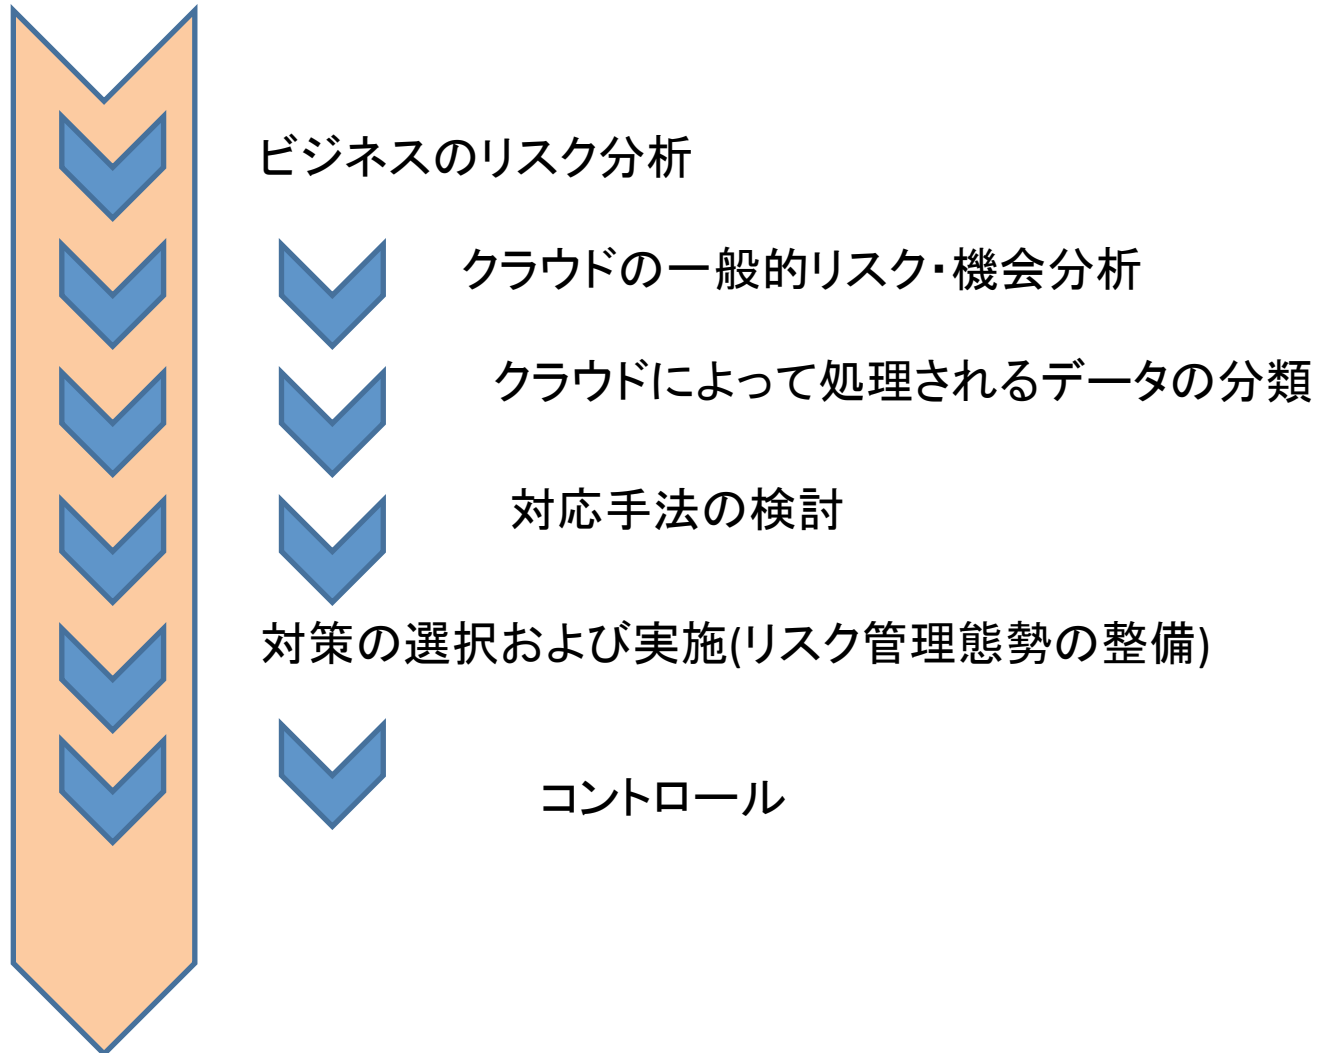 ビジネスのリスク分析
クラウドの一般的リスク・機会分析
クラウドによって処理されるデータの分類
対応手法の検討
対策の選択および実施(リスク管理態勢の整備)
コントロール